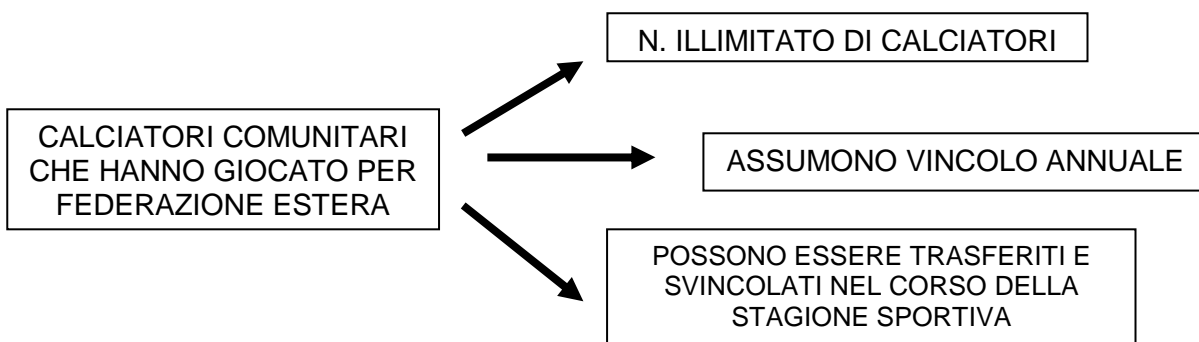 CALCIATORI COMUNITARI
CHE HANNO GIOCATO PER
FEDERAZIONE ESTERA
N. ILLIMITATO DI CALCIATORI
ASSUMONO VINCOLO ANNUALE
POSSONO ESSERE TRASFERITI E
SVINCOLATI NEL CORSO DELLA
STAGIONE SPORTIVA